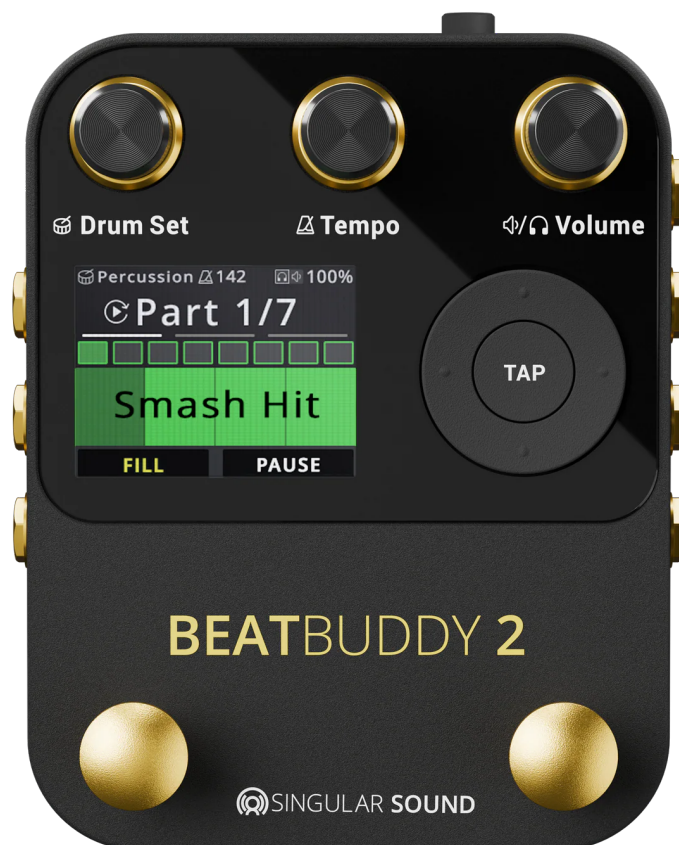 Drum Set
Tempo
Volume
Percussion 142 100%
Part 1/7
Smash Hit
FILL PAUSE
TAP
BEATBUDDY 2
SINGULAR SOUND